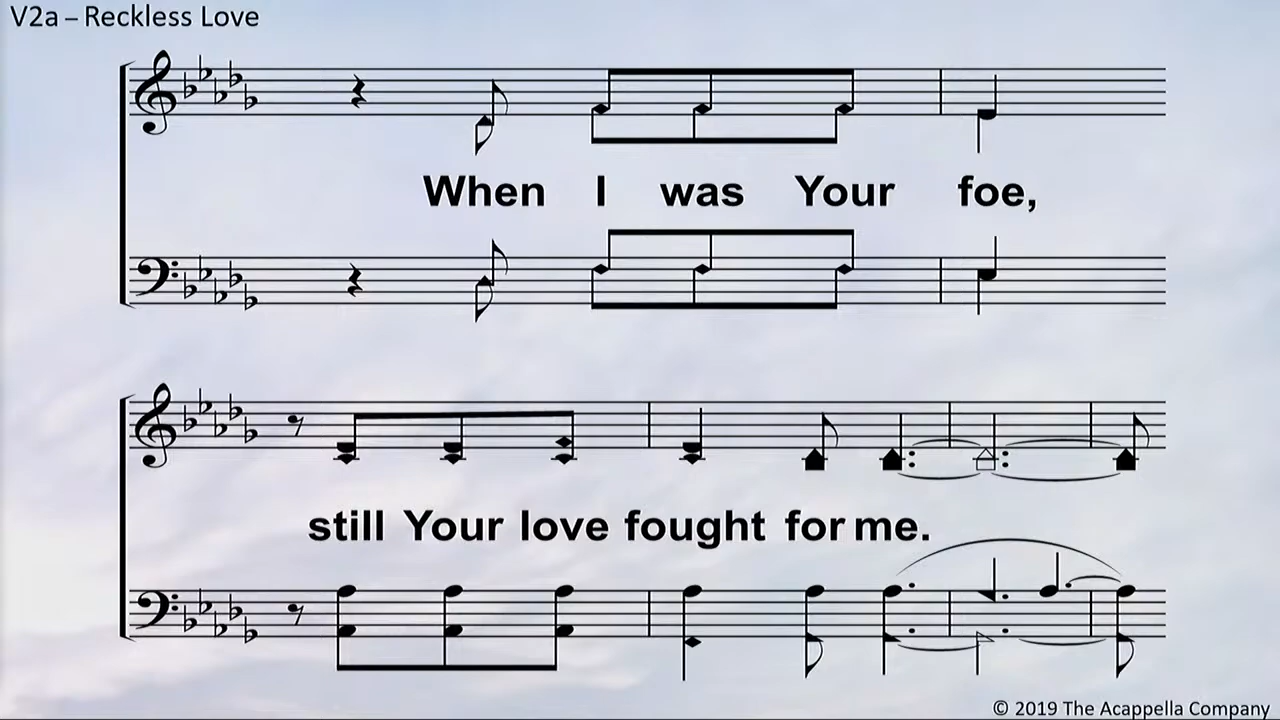 V2a – Reckless Love
When I was Your foe,
still Your love fought for me.
© 2019 The Acappella Company